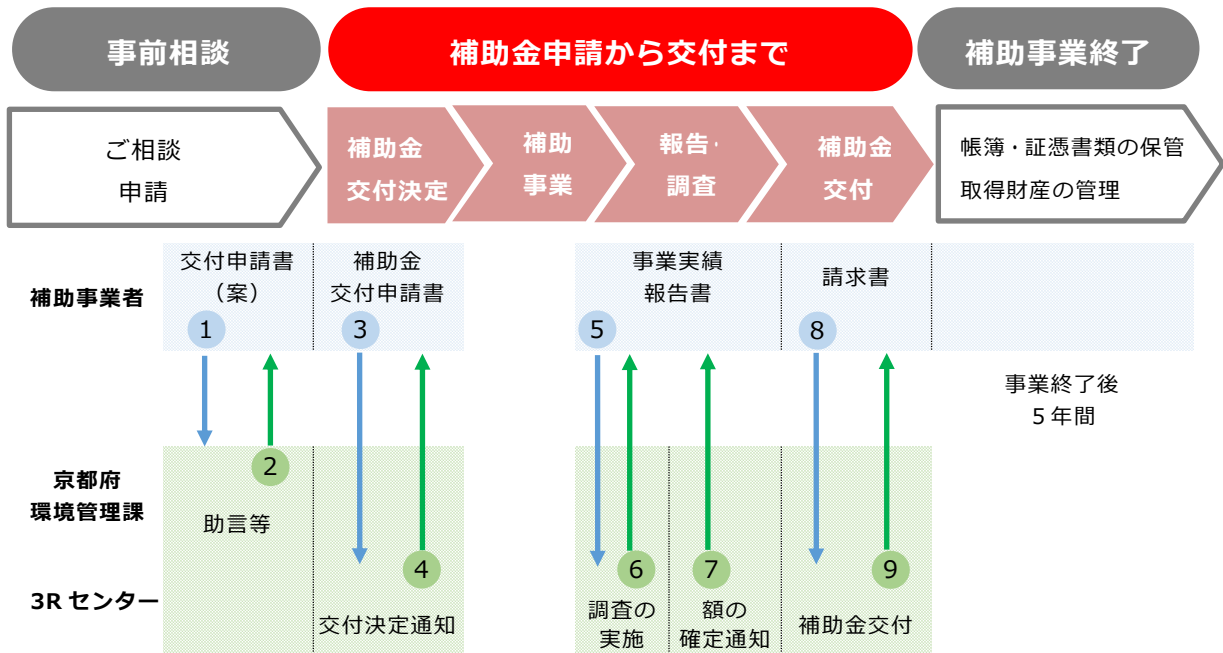 事前相談
補助金申請から交付まで
補助事業終了
ご相談
申請
補助金
交付決定
補助
事業
報告・
調査
補助金
交付
帳簿・証憑書類の保管
取得財産の管理
補助事業者
交付申請書
（案）
1
補助金
交付申請書
3
事業実績
報告書
5
請求書
8
事業終了後
5 年間
京都府
環境管理課
3R センター
2
助言等
4
交付決定通知
6
調査の
実施
7
額の
確定通知
9
補助金交付